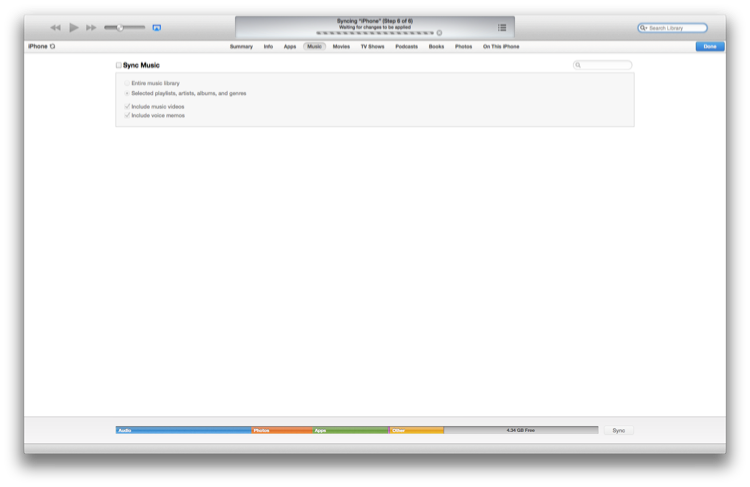 Syncing "iPhone" (Step 6 of 6)
Waiting for changes to be applied
Search Library
iPhone
Summary Info Apps Music Movies TV Shows Podcasts Books Photos On This iPhone
Done
Sync Music
Entire music library
Selected playlists, artists, albums, and genres
Include music videos
Include voice memos
Audio Photos Apps Other 4.34 GB Free
Sync